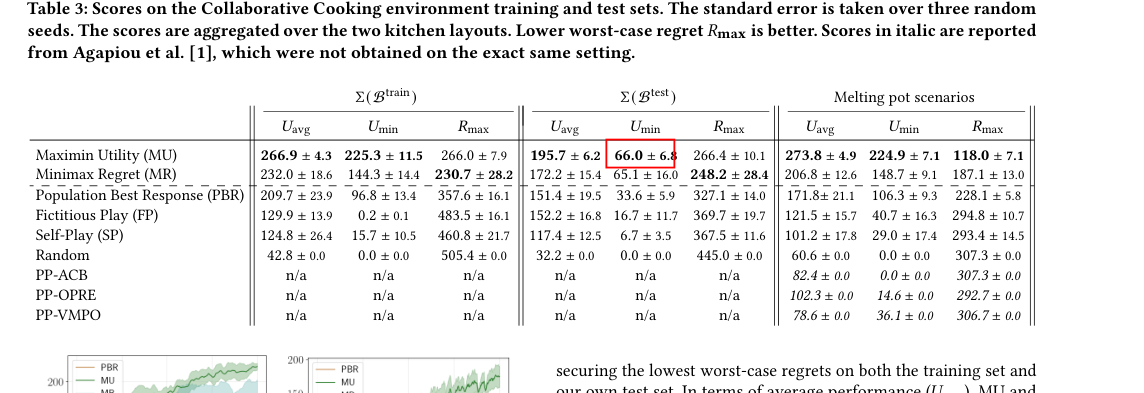 Table 3: Scores on the Collaborative Cooking environment training and test sets. The standard error is taken over three random
seeds. The scores are aggregated over the two kitchen layouts. Lower worst-case regret Rmax is better. Scores in italic are reported
from Agapiou et al. [1], which were not obtained on the exact same setting.
Σ(𝓑train) Σ(𝓑test) Melting pot scenarios
Uavg Umin Rmax Uavg Umin Rmax Uavg Umin Rmax
Maximin Utility (MU) 266.9 ± 4.3 225.3 ± 11.5 266.0 ± 7.9 195.7 ± 6.2 66.0 ± 6.8 266.4 ± 10.1 273.8 ± 4.9 224.9 ± 7.1 118.0 ± 7.1
Minimax Regret (MR) 232.0 ± 18.6 144.3 ± 14.4 230.7 ± 28.2 172.2 ± 15.4 65.1 ± 16.0 248.2 ± 28.4 206.8 ± 12.6 148.7 ± 9.1 187.1 ± 13.0
Population Best Response (PBR) 209.7 ± 23.9 96.8 ± 13.4 357.6 ± 16.1 151.4 ± 19.5 33.6 ± 5.9 327.1 ± 14.0 171.8± 21.1 106.3 ± 9.3 228.1 ± 5.8
Fictitious Play (FP) 129.9 ± 13.9 0.2 ± 0.1 483.5 ± 16.1 152.2 ± 16.8 16.7 ± 11.7 369.7 ± 19.7 121.5 ± 15.7 40.7 ± 16.3 294.8 ± 10.7
Self-Play (SP) 124.8 ± 26.4 15.7 ± 10.5 460.8 ± 21.7 117.4 ± 12.5 6.7 ± 3.5 367.5 ± 11.6 101.2 ± 17.8 29.0 ± 17.4 293.4 ± 14.5
Random 42.8 ± 0.0 0.0 ± 0.0 505.4 ± 0.0 32.2 ± 0.0 0.0 ± 0.0 445.0 ± 0.0 60.6 ± 0.0 0.0 ± 0.0 307.3 ± 0.0
PP-ACB n/a n/a n/a n/a n/a n/a 82.4 ± 0.0 0.0 ± 0.0 307.3 ± 0.0
PP-OPRE n/a n/a n/a n/a n/a n/a 102.3 ± 0.0 14.6 ± 0.0 292.7 ± 0.0
PP-VMPO n/a n/a n/a n/a n/a n/a 78.6 ± 0.0 36.1 ± 0.0 306.7 ± 0.0
200
PBR
MU
200
PBR
MU
securing the lowest worst-case regrets on both the training set and
our own test set. In terms of average performance (U ), MU and